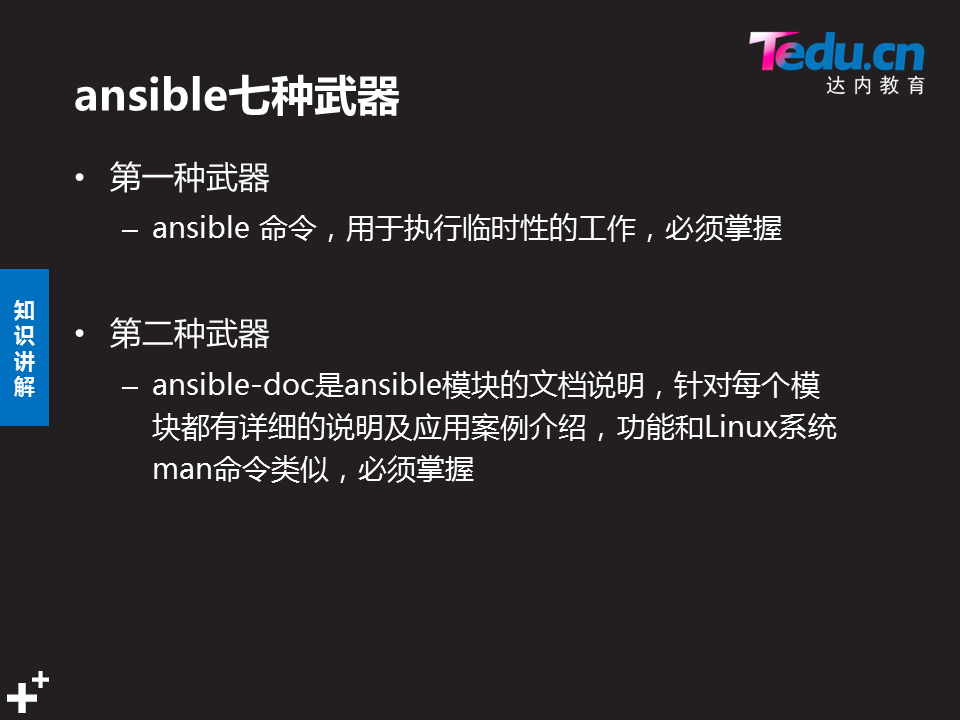 Tedu.cn
达内教育
ansible七种武器
• 第一种武器
– ansible 命令，用于执行临时性的工作，必须掌握
知识讲解
• 第二种武器
– ansible-doc是ansible模块的文档说明，针对每个模
块都有详细的说明及应用案例介绍，功能和Linux系统
man命令类似，必须掌握